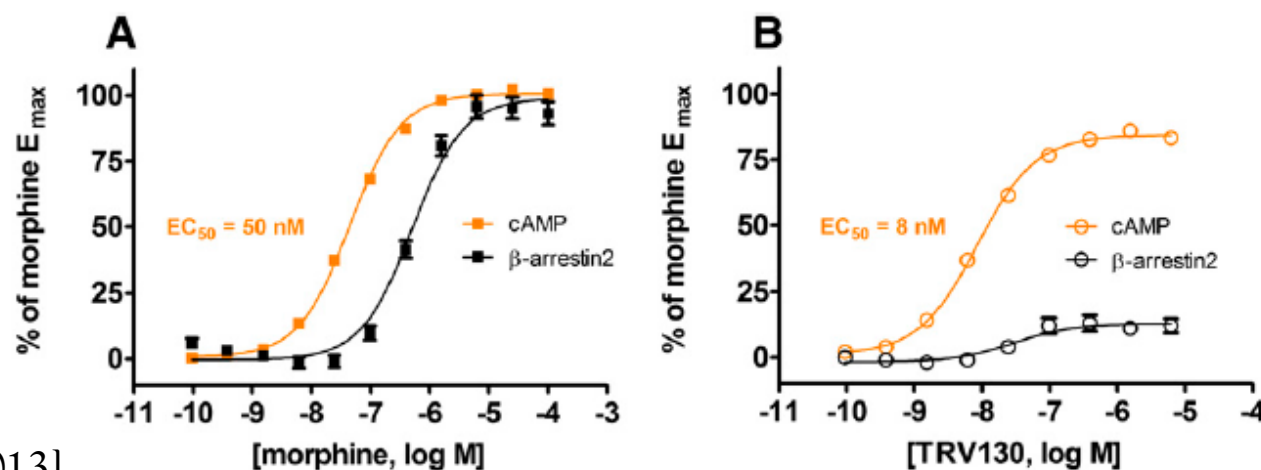 A
% of morphine Emax
100
75
50
25
0
EC50 = 50 nM
cAMP
β-arrestin2
-11 -10 -9 -8 -7 -6 -5 -4 -3
[morphine, log M]
B
% of morphine Emax
100
75
50
25
0
EC50 = 8 nM
cAMP
β-arrestin2
-11 -10 -9 -8 -7 -6 -5 -4
[TRV130, log M]